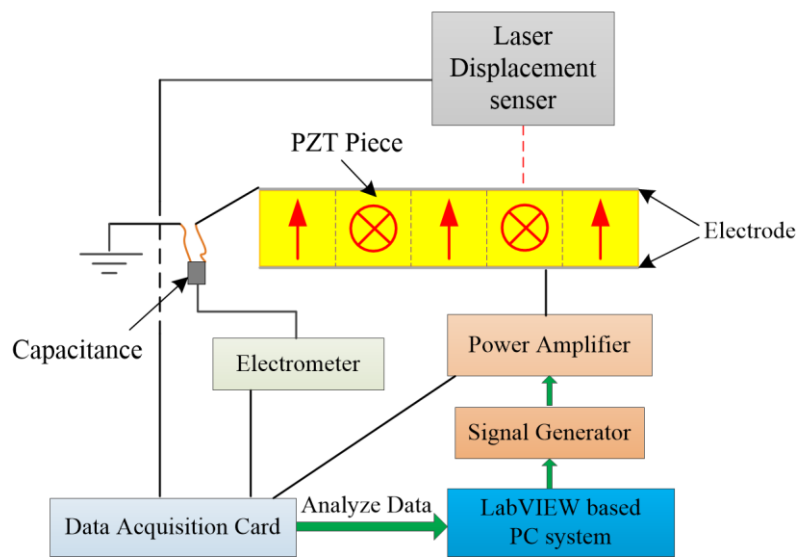 Laser
Displacement
senser
PZT Piece
Electrode
Capacitance
Electrometer
Power Amplifier
Signal Generator
Data Acquisition Card
Analyze Data
LabVIEW based
PC system